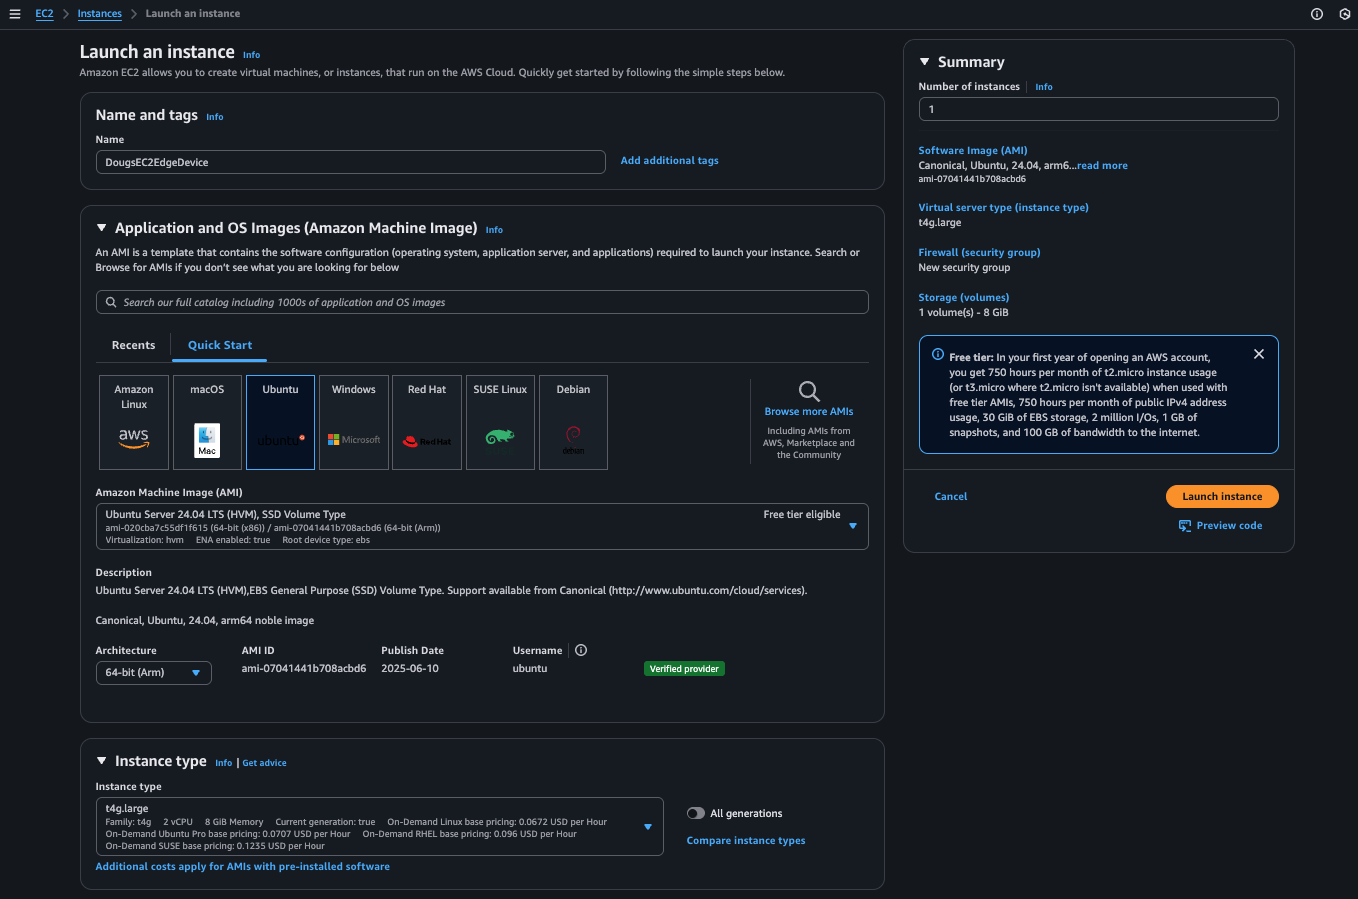 EC2 > Instances > Launch an instance
Launch an instance Info
Amazon EC2 allows you to create virtual machines, or instances, that run on the AWS Cloud. Quickly get started by following the simple steps below.
Name and tags Info
Name
DougsEC2EdgeDevice
Add additional tags
Application and OS Images (Amazon Machine Image) Info
An AMI is a template that contains the software configuration (operating system, application server, and applications) required to launch your instance. Search or
Browse for AMIs if you don't see what you are looking for below
Search our full catalog including 1000s of application and OS images
Recents
Quick Start
Amazon
Linux
aws
macOS
Mac
Ubuntu
ubuntu
Windows
Microsoft
Red Hat
RedHat
SUSE Linux
Debian
debian
Browse more AMIs
Including AMIs from
AWS, Marketplace and
the Community
Amazon Machine Image (AMI)
Ubuntu Server 24.04 LTS (HVM), SSD Volume Type
Free tier eligible
ami-020cba7c55df1f615 (64-bit (x86)) / ami-07041441b708acbd6 (64-bit (Arm))
Virtualization: hvm ENA enabled: true Root device type: ebs
Description
Ubuntu Server 24.04 LTS (HVM),EBS General Purpose (SSD) Volume Type. Support available from Canonical (http://www.ubuntu.com/cloud/services).
Canonical, Ubuntu, 24.04, arm64 noble image
Architecture
64-bit (Arm)
AMI ID
ami-07041441b708acbd6
Publish Date
2025-06-10
Username
ubuntu
Verified provider
Instance type Info | Get advice
Instance type
t4g.large
Family: t4g 2 vCPU 8 GiB Memory Current generation: true On-Demand Linux base pricing: 0.0672 USD per Hour
On-Demand Ubuntu Pro base pricing: 0.0707 USD per Hour On-Demand RHEL base pricing: 0.096 USD per Hour
On-Demand SUSE base pricing: 0.1235 USD per Hour
All generations
Compare instance types
Additional costs apply for AMIs with pre-installed software
Summary
Number of instances Info
1
Software Image (AMI)
Canonical, Ubuntu, 24.04, arm6...read more
ami-07041441b708acbd6
Virtual server type (instance type)
t4g.large
Firewall (security group)
New security group
Storage (volumes)
1 volume(s) - 8 GiB
Free tier: In your first year of opening an AWS account,
you get 750 hours per month of t2.micro instance usage
(or t3.micro where t2.micro isn't available) when used with
free tier AMIs, 750 hours per month of public IPv4 address
usage, 30 GiB of EBS storage, 2 million I/Os, 1 GB of
snapshots, and 100 GB of bandwidth to the internet.
Cancel
Launch instance
Preview code